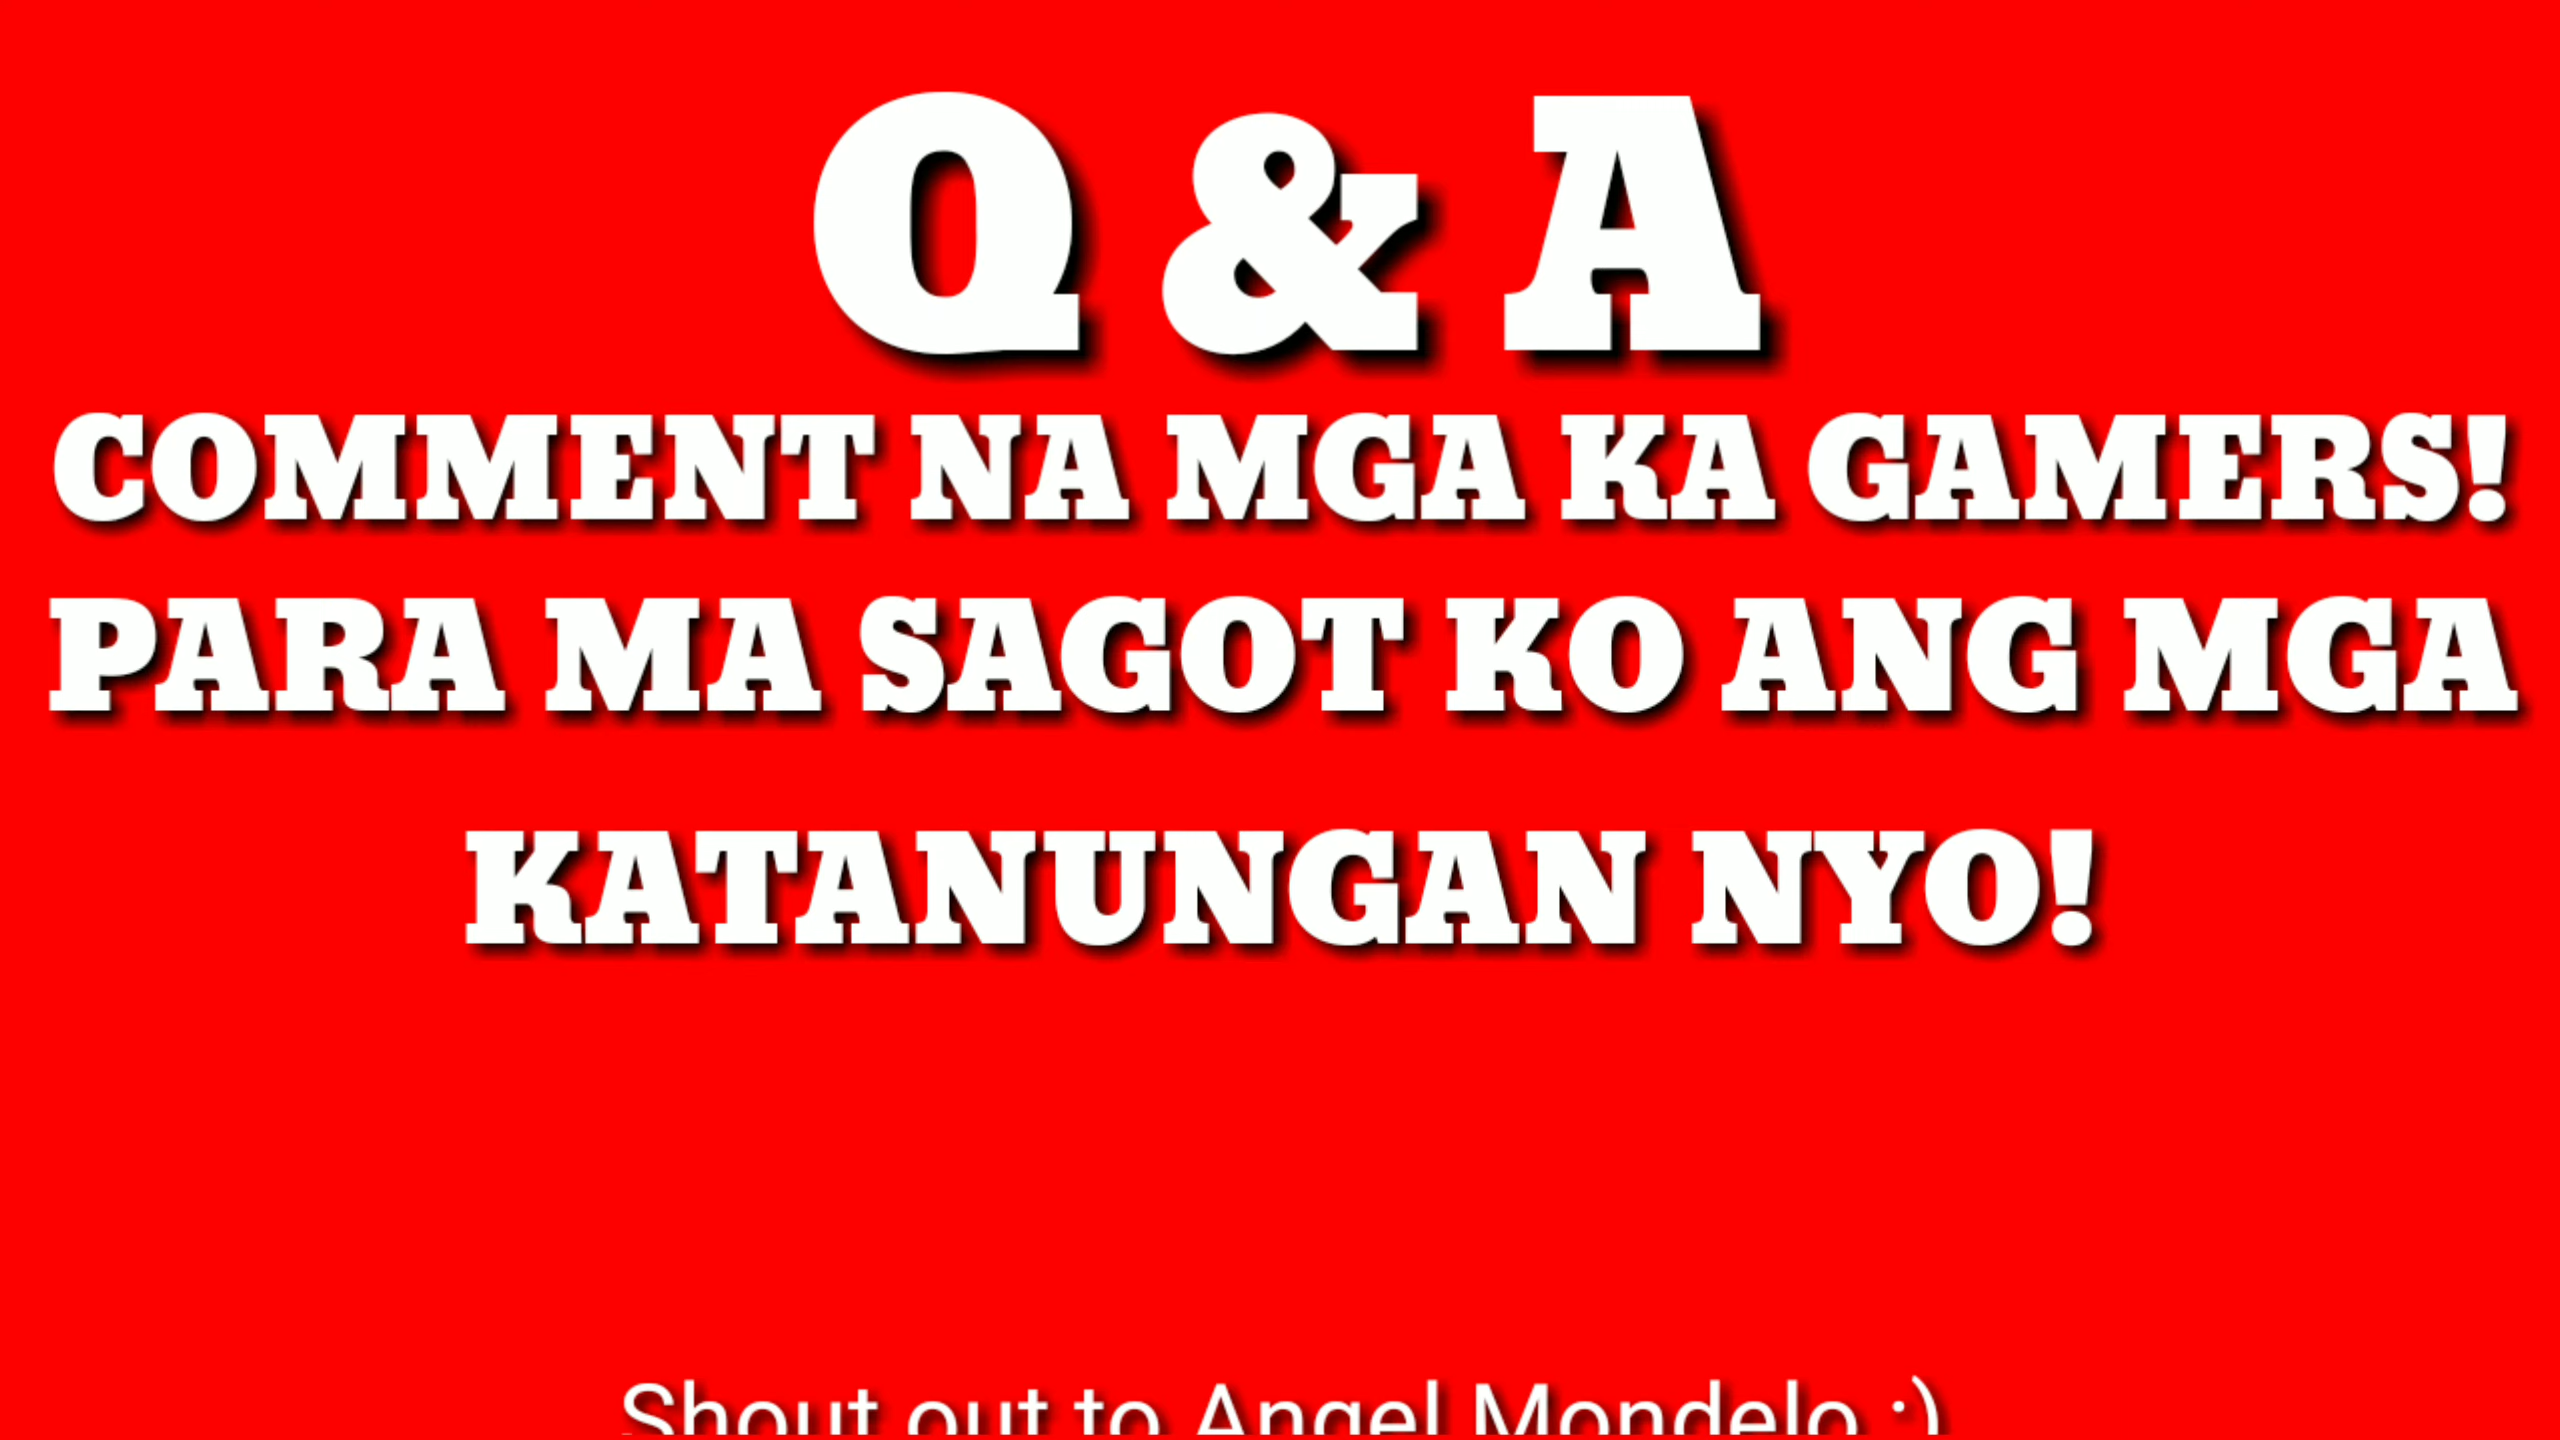 Q & A
COMMENT NA MGA KA GAMERS!
PARA MA SAGOT KO ANG MGA
KATANUNGAN NYO!
Shout out to Angel Mondelo :)